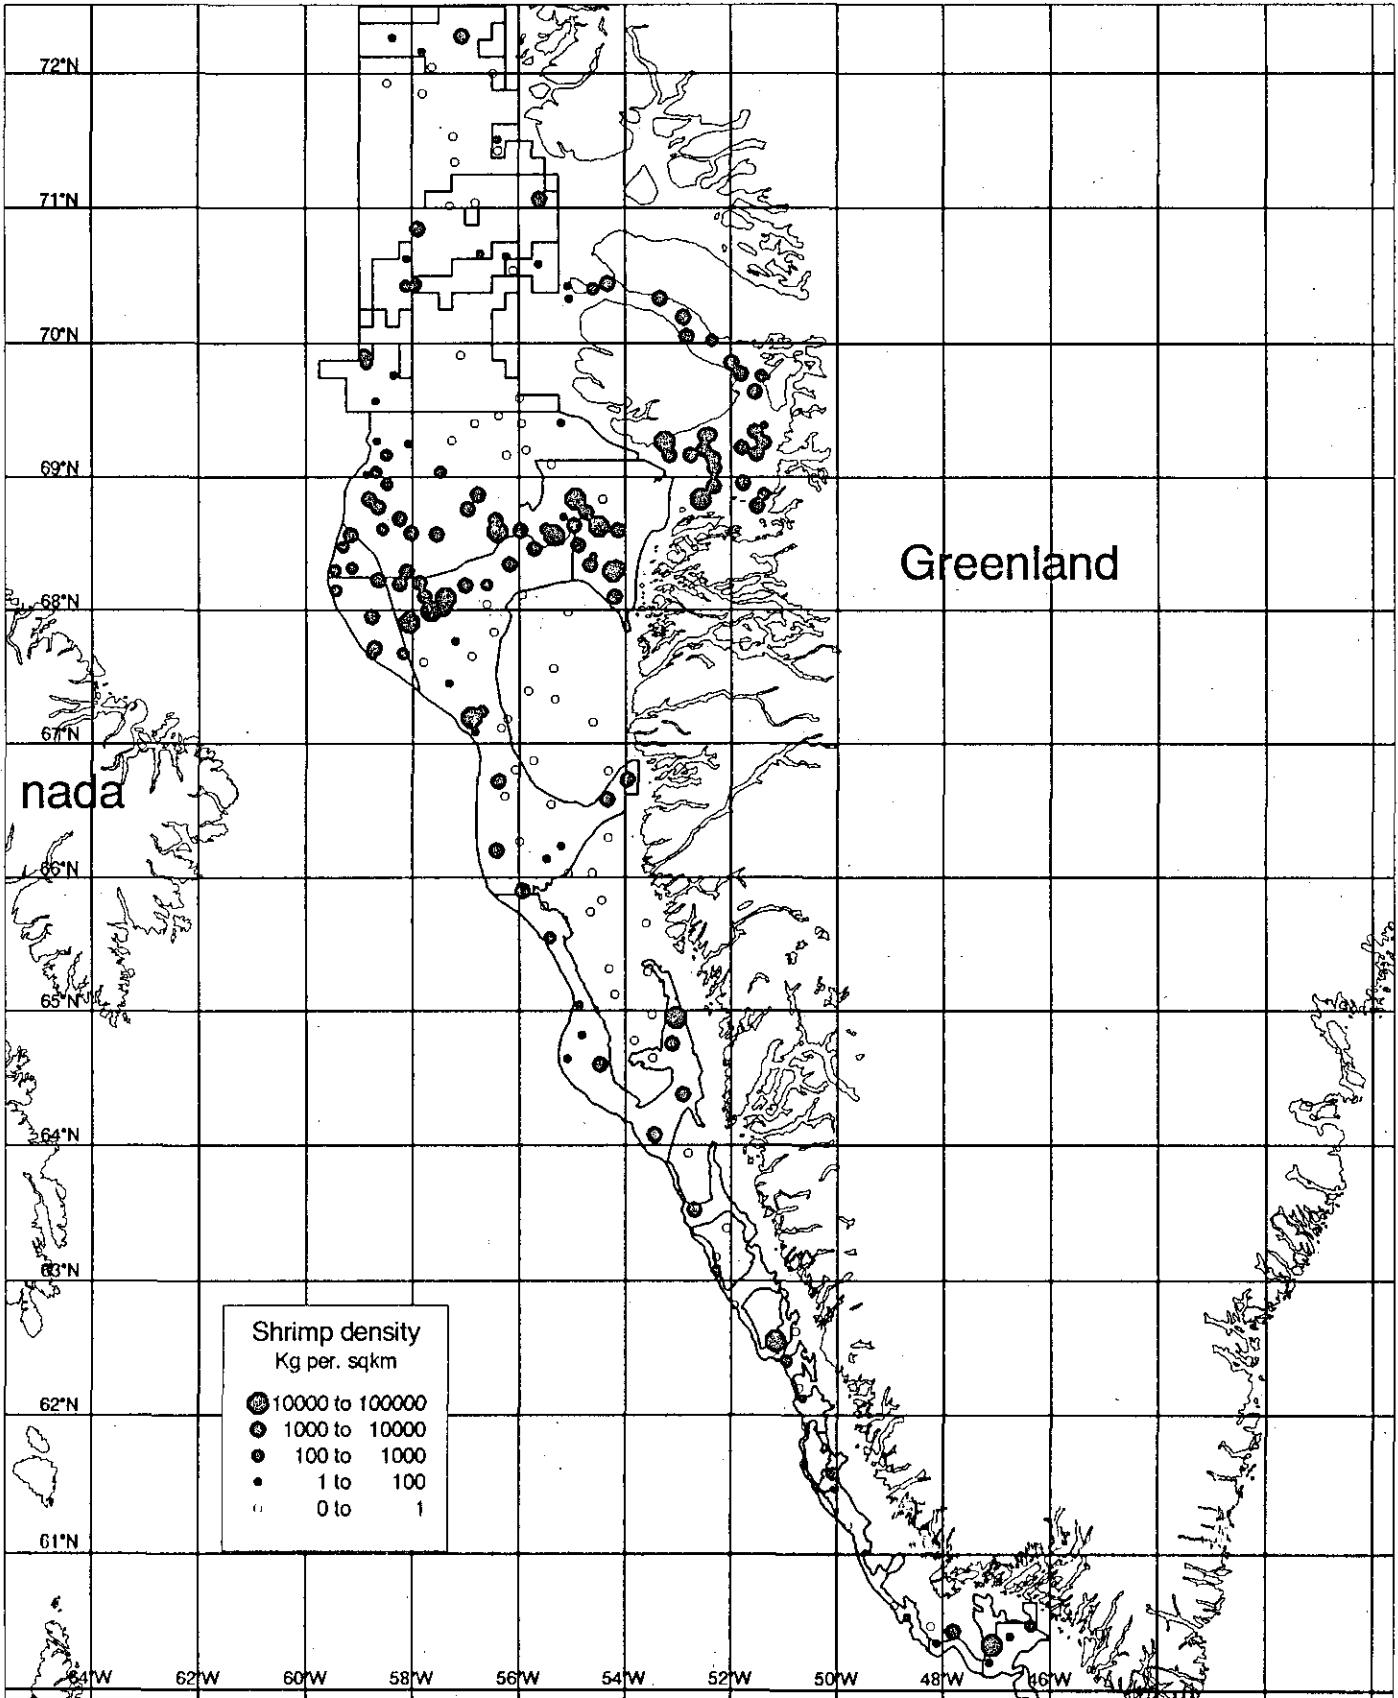 72°N
71°N
70°N
69°N
Greenland
68°N
67°N
nada
66°N
65°N
64°N
63°N
Shrimp density
Kg per. sqkm
10000 to 100000
62°N
1000 to 10000
100 to 1000
1 to 100
0 to 1
61°N
64°W 62°W 60°W 58°W 56°W 54°W 52°W 50°W 48°W 46°W